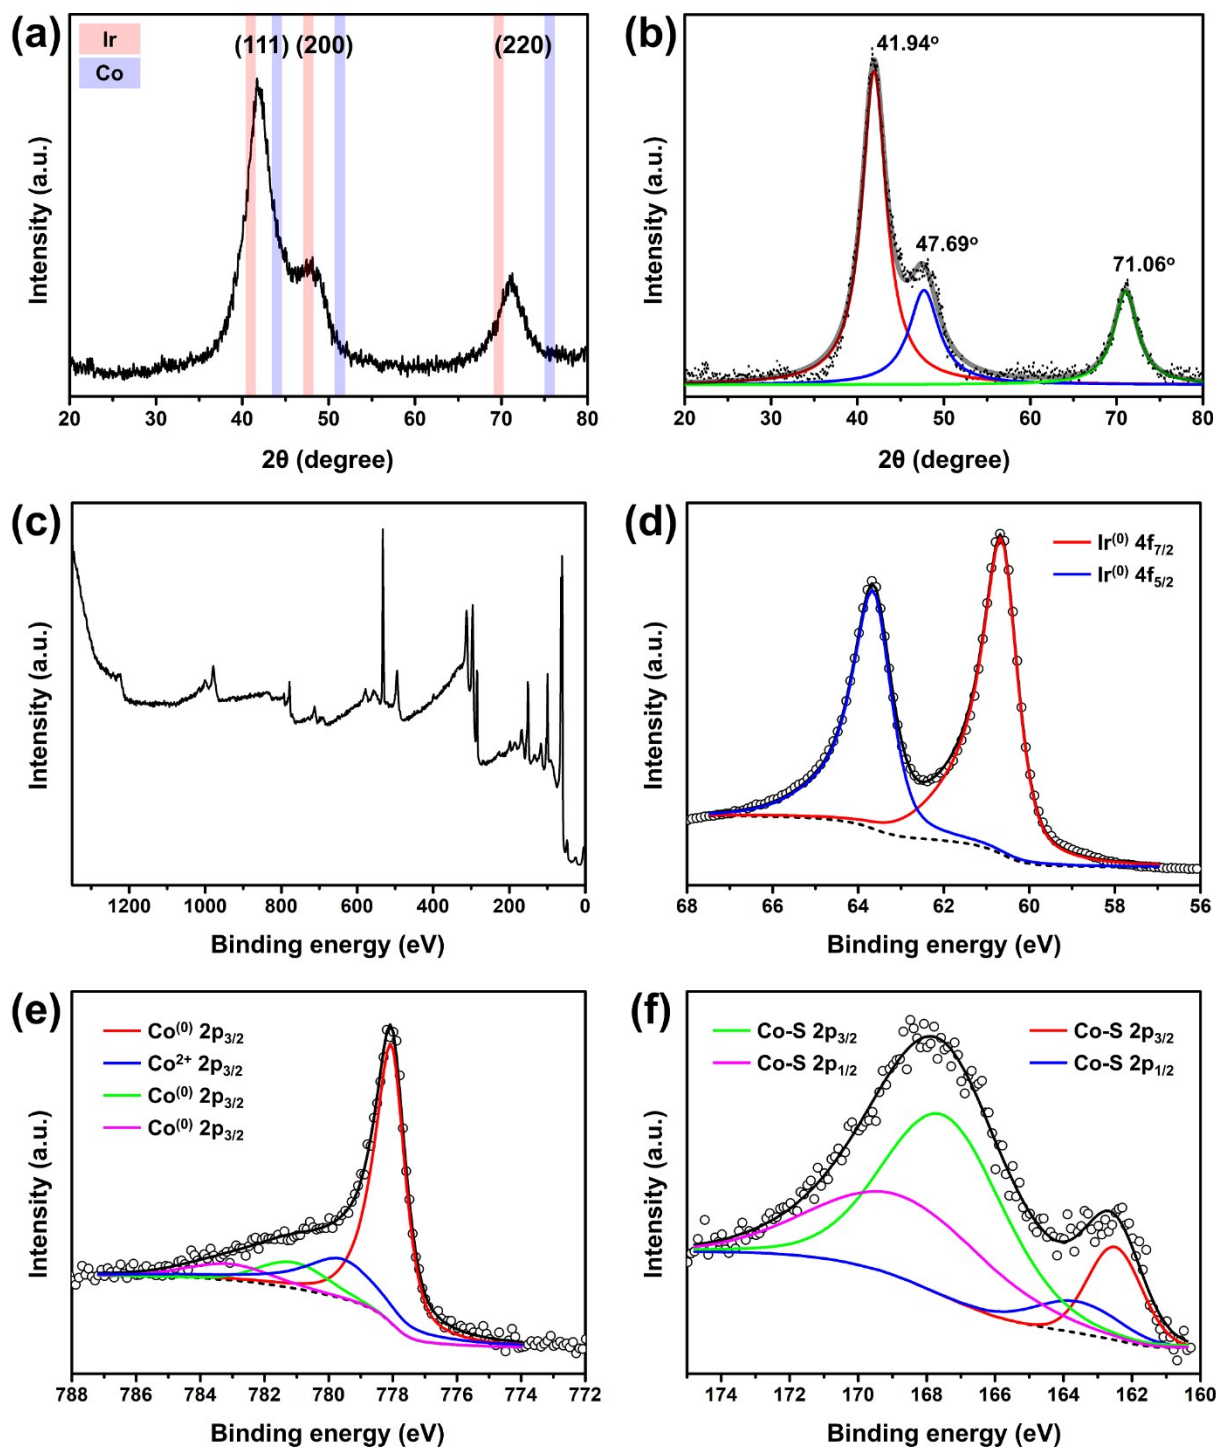 (a)
Ir
Co
(111) (200)
(220)
Intensity (a.u.)
20 30 40 50 60 70 80
2θ (degree)
(b)
41.94°
47.69°
71.06°
Intensity (a.u.)
20 30 40 50 60 70 80
2θ (degree)
(c)
Intensity (a.u.)
1200 1000 800 600 400 200 0
Binding energy (eV)
(d)
Ir⁽⁰⁾ 4f₇/₂
Ir⁽⁰⁾ 4f₅/₂
Intensity (a.u.)
68 66 64 62 60 58 56
Binding energy (eV)
(e)
Co⁽⁰⁾ 2p₃/₂
Co²⁺ 2p₃/₂
Co⁽⁰⁾ 2p₃/₂
Co⁽⁰⁾ 2p₃/₂
Intensity (a.u.)
788 786 784 782 780 778 776 774 772
Binding energy (eV)
(f)
Co-S 2p₃/₂
Co-S 2p₁/₂
Co-S 2p₃/₂
Co-S 2p₁/₂
Intensity (a.u.)
174 172 170 168 166 164 162 160
Binding energy (eV)